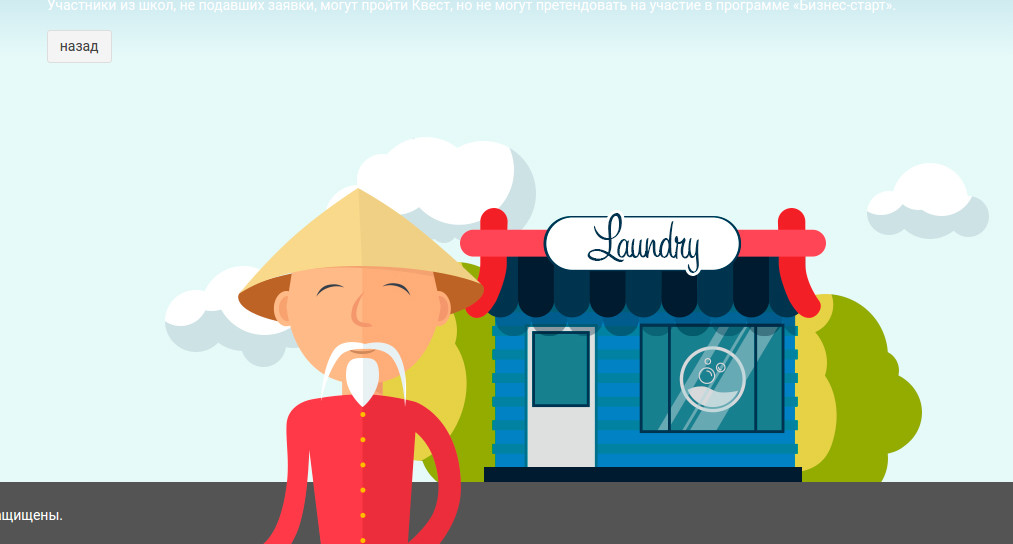 Участники из школ, не подавших заявки, могут пройти Квест, но не могут претендовать на участие в программе «Бизнес-старт».
назад
Laundry
ащищены.